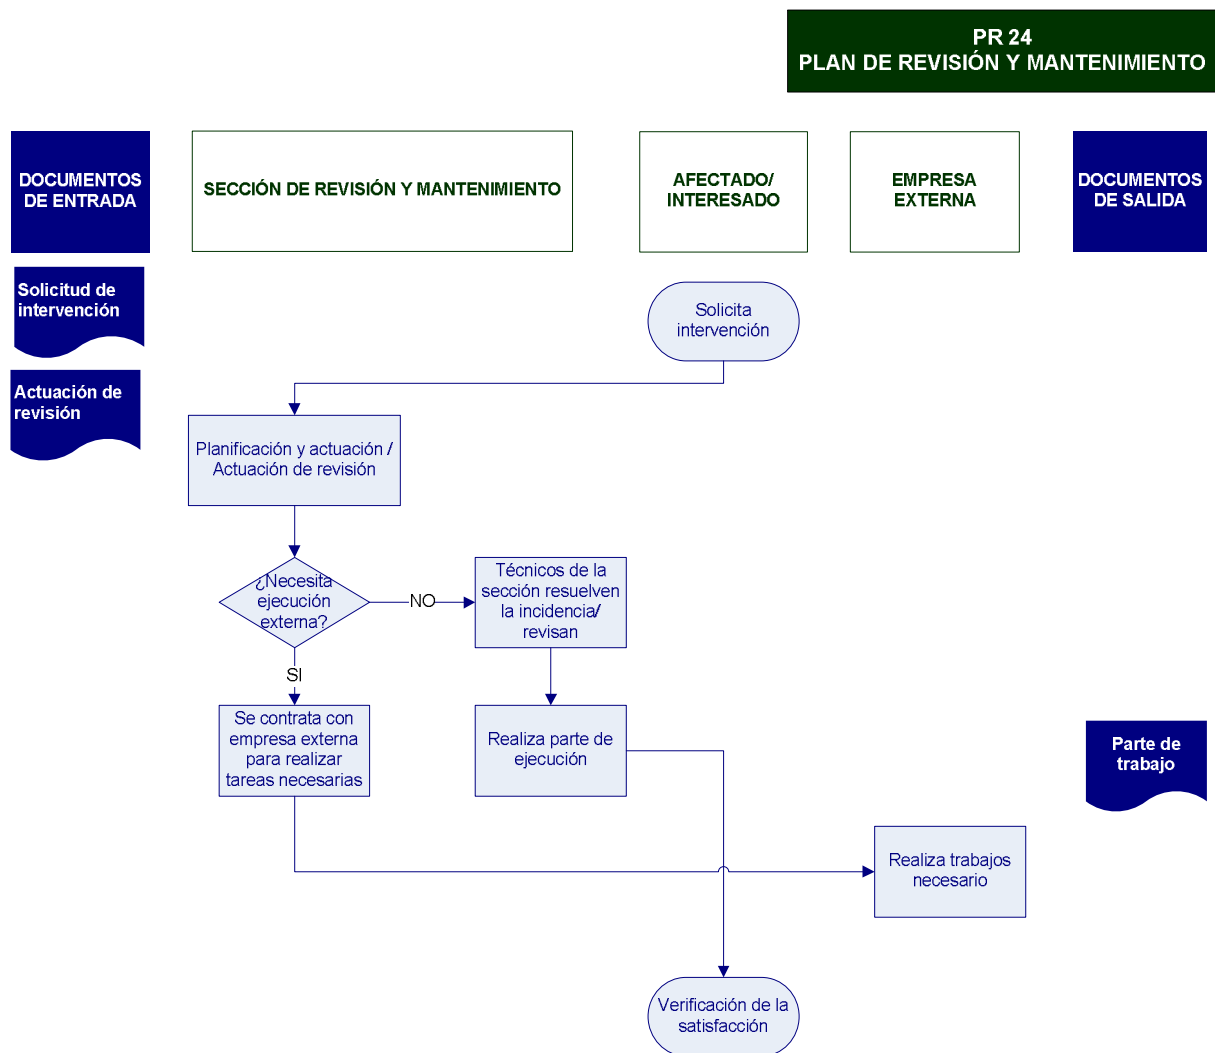 PR 24
PLAN DE REVISIÓN Y MANTENIMIENTO
DOCUMENTOS
DE ENTRADA
SECCIÓN DE REVISIÓN Y MANTENIMIENTO
AFECTADO/
INTERESADO
EMPRESA
EXTERNA
DOCUMENTOS
DE SALIDA
Solicitud de
intervención
Solicita
intervención
Actuación de
revisión
Planificación y actuación /
Actuación de revisión
¿Necesita
ejecución
externa?
NO
Técnicos de la
sección resuelven
la incidencia/
revisan
SI
Se contrata con
empresa externa
para realizar
tareas necesarias
Realiza parte de
ejecución
Parte de
trabajo
Realiza trabajos
necesario
Verificación de la
satisfacción